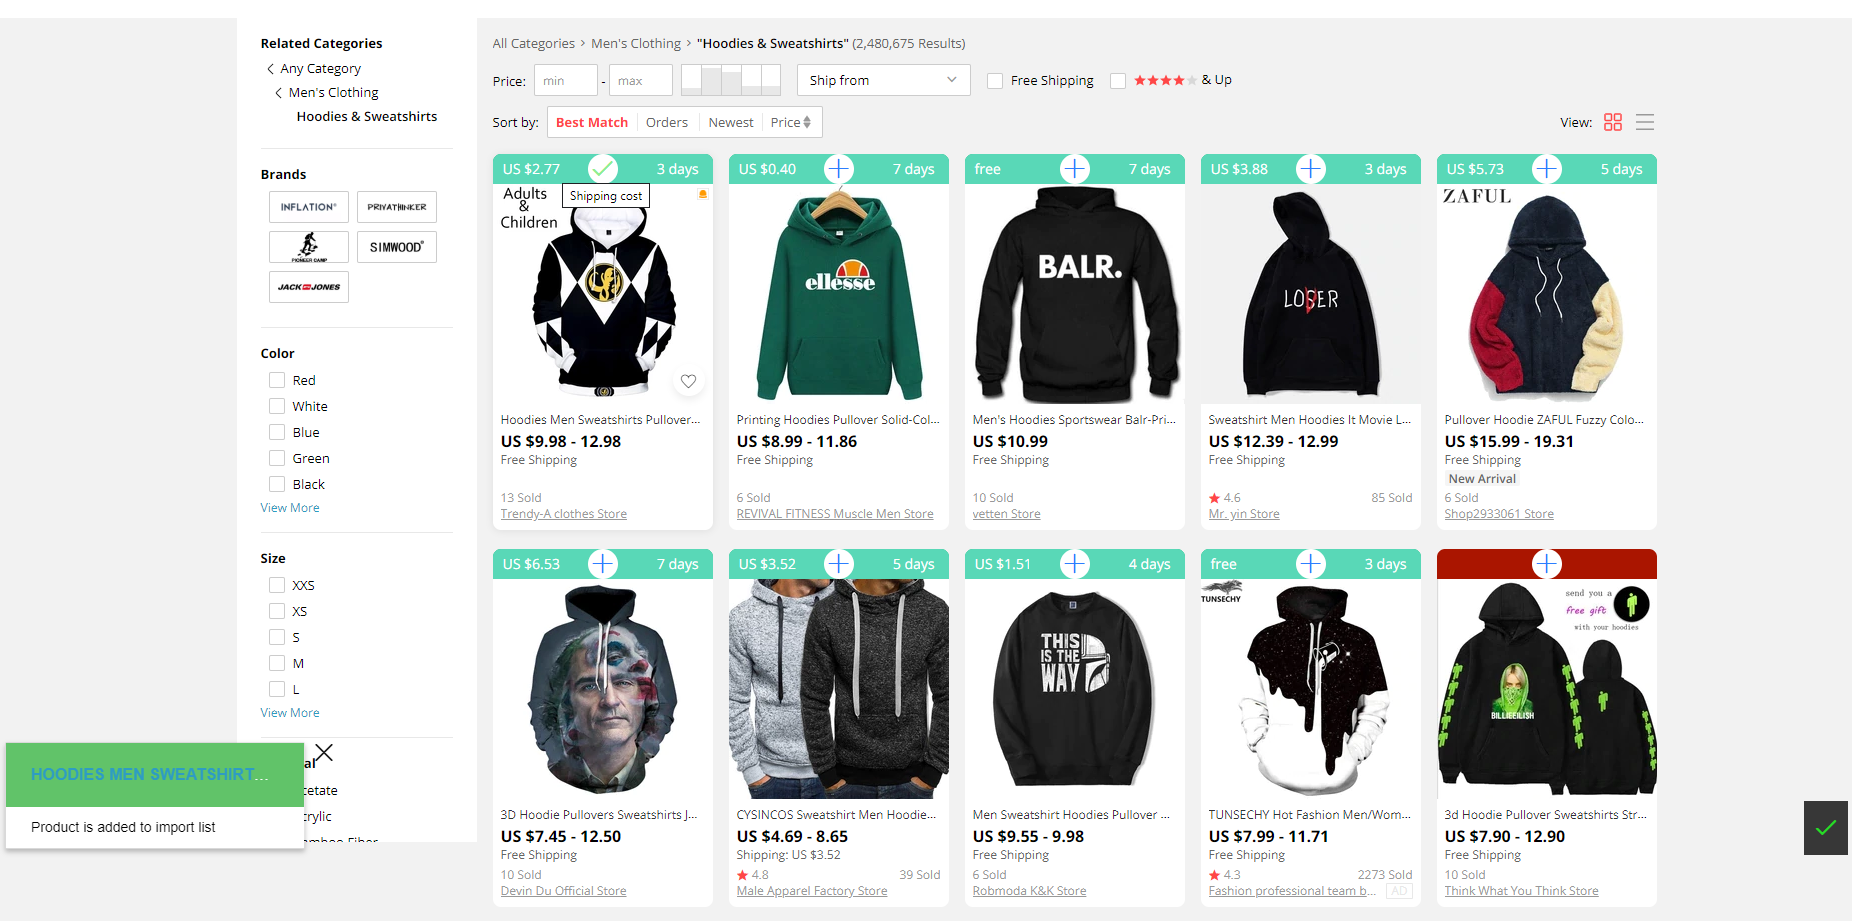 Related Categories
Any Category
Men's Clothing
Hoodies & Sweatshirts
Brands
INFLATION®
PRIVATHINKER
PIONEER CAMP
SIMWOOD®
JACK JONES
Color
Red
White
Blue
Green
Black
View More
Size
XXS
XS
S
M
L
View More
al
cetate
crylic
HOODIES MEN SWEATSHIRT...
Product is added to import list
All Categories > Men's Clothing > "Hoodies & Sweatshirts" (2,480,675 Results)
Price: min - max Ship from Free Shipping & Up
Sort by: Best Match Orders Newest Price View:
US $2.77 3 days
Shipping cost
Adults
&
Children
Hoodies Men Sweatshirts Pullover...
US $9.98 - 12.98
Free Shipping
13 Sold
Trendy-A clothes Store
US $0.40 7 days
ellesse
Printing Hoodies Pullover Solid-Col...
US $8.99 - 11.86
Free Shipping
6 Sold
REVIVAL FITNESS Muscle Men Store
free 7 days
BALR.
Men's Hoodies Sportswear Balr-Pri...
US $10.99
Free Shipping
10 Sold
vetten Store
US $3.88 3 days
LOSER
Sweatshirt Men Hoodies It Movie L...
US $12.39 - 12.99
Free Shipping
4.6 85 Sold
Mr. yin Store
US $5.73 5 days
ZAFUL
Pullover Hoodie ZAFUL Fuzzy Colo...
US $15.99 - 19.31
Free Shipping
New Arrival
6 Sold
Shop2933061 Store
US $6.53 7 days
3D Hoodie Pullovers Sweatshirts J...
US $7.45 - 12.50
Free Shipping
10 Sold
Devin Du Official Store
US $3.52 5 days
CYSINCOS Sweatshirt Men Hoodie...
US $4.69 - 8.65
Shipping: US $3.52
4.8 39 Sold
Male Apparel Factory Store
US $1.51 4 days
THIS
IS THE
WAY
Men Sweatshirt Hoodies Pullover ...
US $9.55 - 9.98
Free Shipping
6 Sold
Robmoda K&K Store
free 3 days
TUNSECHY
TUNSECHY Hot Fashion Men/Wom...
US $7.99 - 11.71
Free Shipping
4.3 2273 Sold
Fashion professional team b... AD
send you a
free gift
with your hoodies
BILLIEEILISH
3d Hoodie Pullover Sweatshirts Str...
US $7.90 - 12.90
Free Shipping
10 Sold
Think What You Think Store